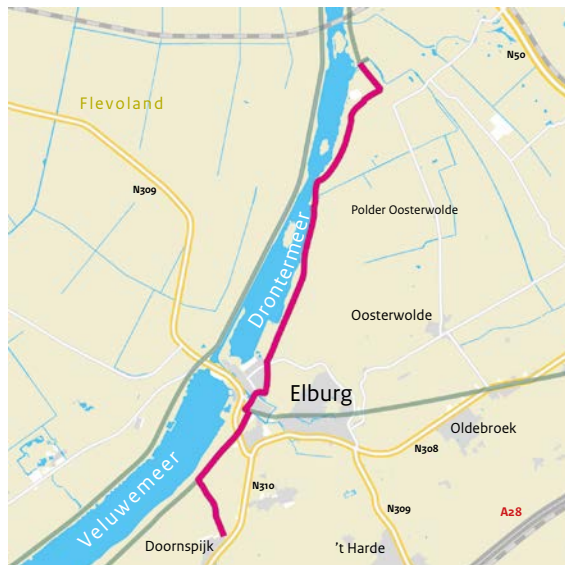 N50
Flevoland
N309
Polder Oosterwolde
Drontermeer
Oosterwolde
Elburg
Oldebroek
N308
Veluwemeer
N310
N309
A28
Doornspijk
't Harde